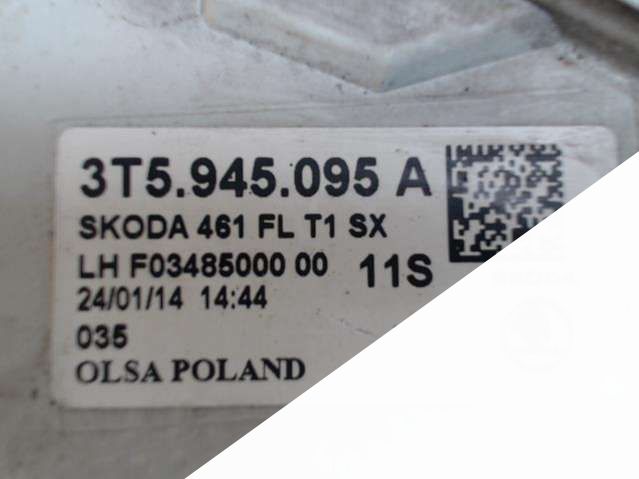 3T5.945.095 A
SKODA 461 FL T1 SX
LH F03485000 00 11S
24/01/14 14:44
035
OLSA POLAND
SKODA